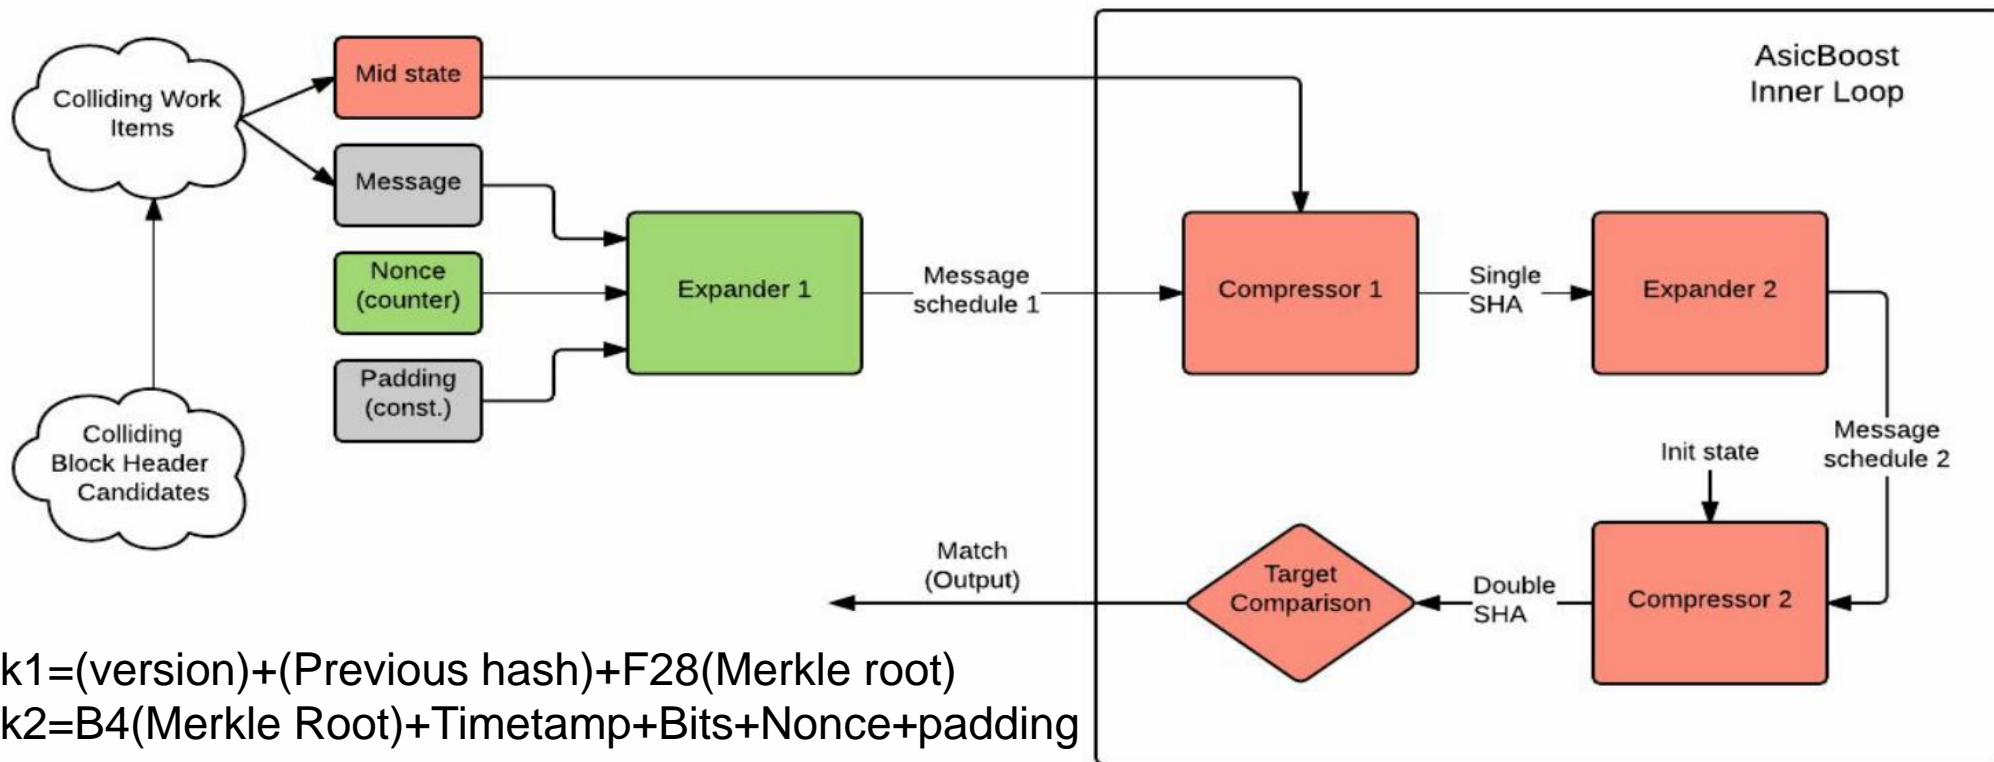 Colliding Work
Items
Mid state
Message
Nonce
(counter)
Padding
(const.)
Colliding
Block Header
Candidates
Expander 1
Message
schedule 1
AsicBoost
Inner Loop
Compressor 1
Single
SHA
Expander 2
Message
schedule 2
Init state
Compressor 2
Double
SHA
Target
Comparison
Match
(Output)
k1=(version)+(Previous hash)+F28(Merkle root)
k2=B4(Merkle Root)+Timetamp+Bits+Nonce+padding